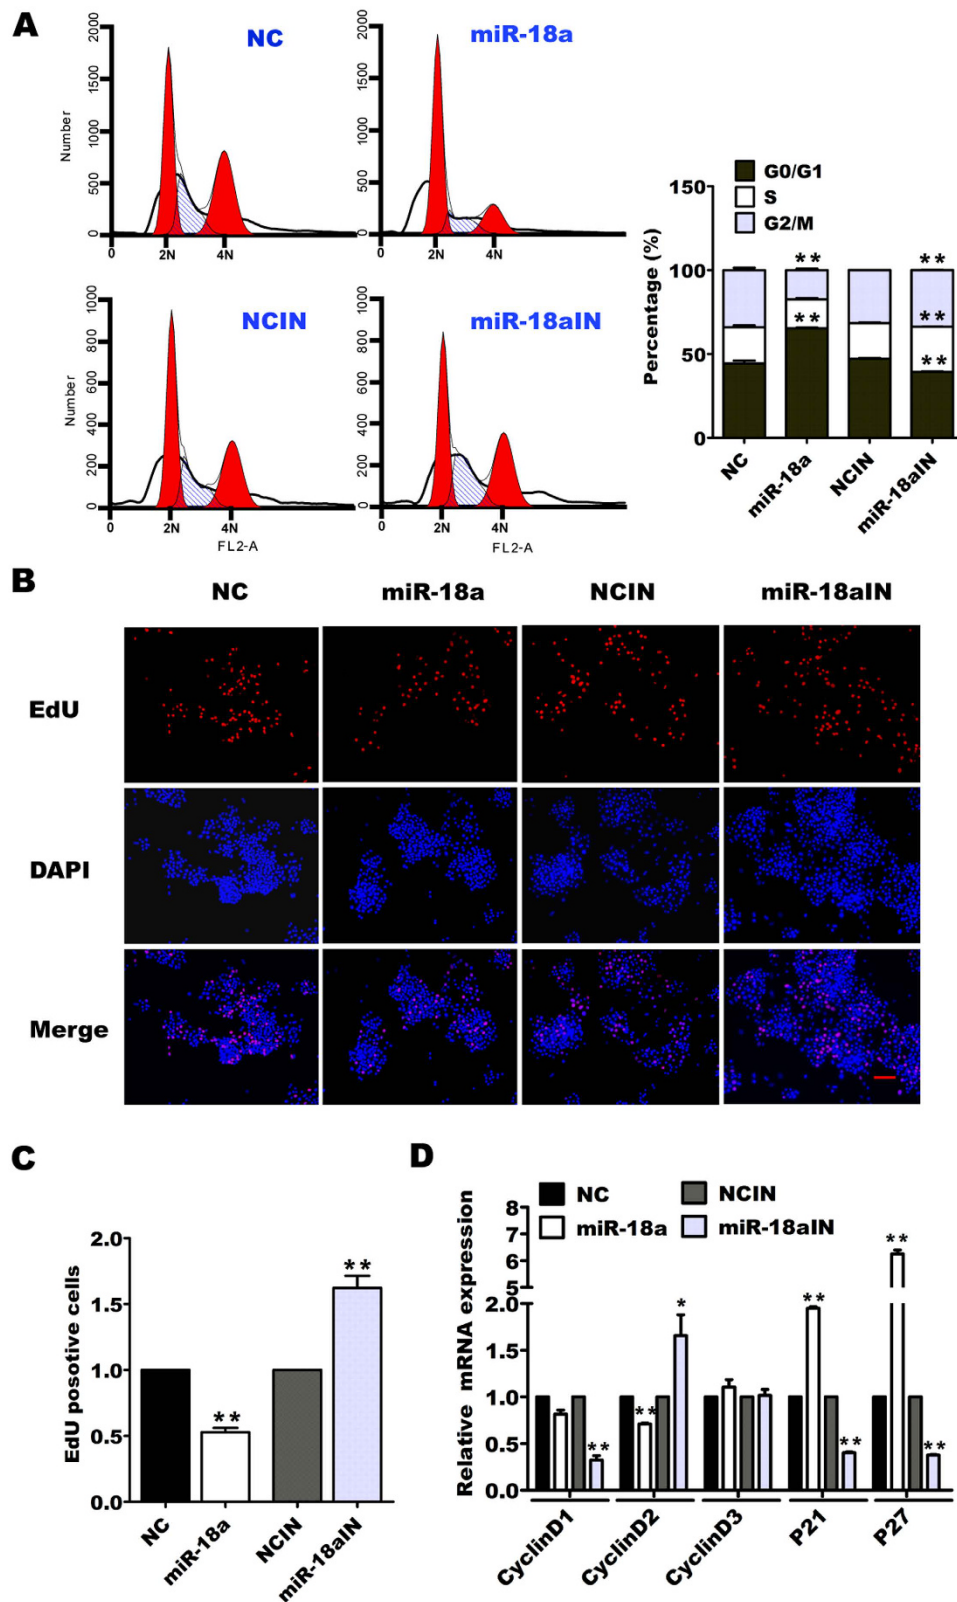 A
NC
miR-18a
2000
1500
1000
500
0
Number
0
2N
4N
2000
1500
1000
500
0
0
2N
4N
NCIN
miR-18aIN
1000
800
600
400
200
0
Number
0
2N
4N
FL2-A
1000
800
600
400
200
0
0
2N
4N
FL2-A
G0/G1
S
G2/M
150
100
50
0
Percentage (%)
** **
** **
**
NC
miR-18a
NCIN
miR-18aIN
B
NC miR-18a NCIN miR-18aIN
EdU
DAPI
Merge
C
2.0
1.5
1.0
0.5
0.0
EdU posotive cells
**
**
NC
miR-18a
NCIN
miR-18aIN
D
NC NCIN
miR-18a miR-18aIN
Relative mRNA expression
8
7
6
5
2.0
1.5
1.0
0.5
0.0
**
**
*
**
**
**
**
CyclinD1
CyclinD2
CyclinD3
P21
P27